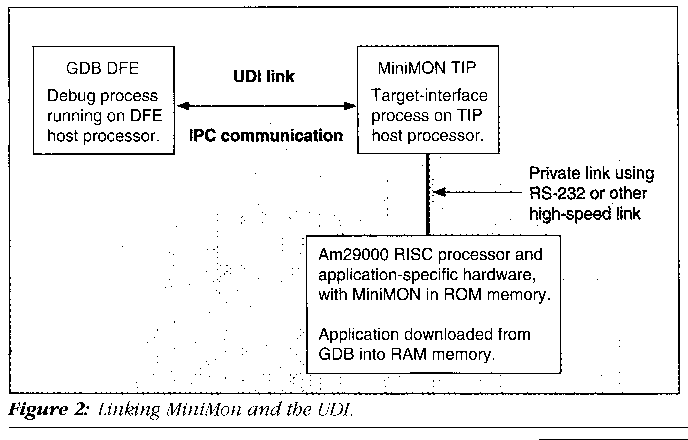 GDB DFE
Debug process
running on DFE
host processor.
UDI link
IPC communication
MiniMON TIP
Target-interface
process on TIP
host processor.
Private link using
RS-232 or other
high-speed link
Am29000 RISC processor and
application-specific hardware,
with MiniMON in ROM memory.
Application downloaded from
GDB into RAM memory.
Figure 2: Linking MiniMon and the UDI.